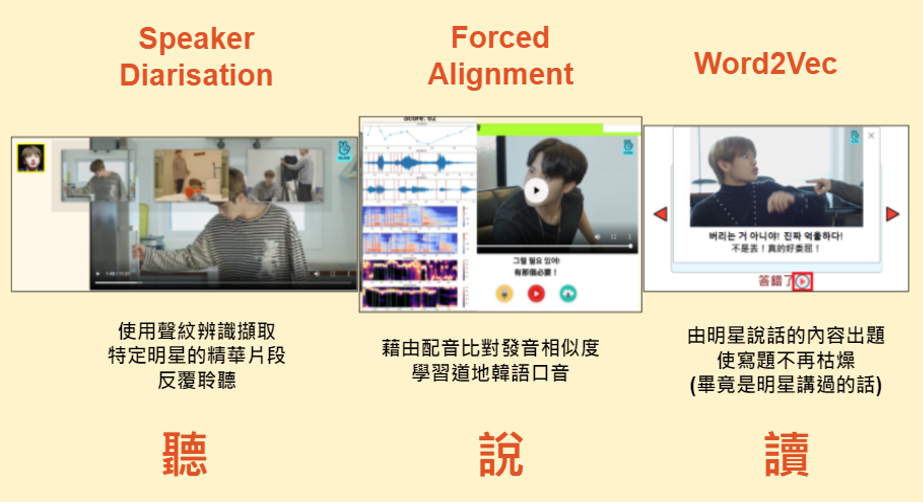 Speaker
Diarisation
Forced
Alignment
Word2Vec
Score: 62
버리는 거 아니야! 진짜 억울하다!
不是丟！真的好委屈！
그럴 필요 있어!
有那個必要！
答錯了
使用聲紋辨識擷取
特定明星的精華片段
反覆聆聽
藉由配音比對發音相似度
學習道地韓語口音
由明星說話的內容出題
使寫題不再枯燥
(畢竟是明星講過的話)
聽
說
讀